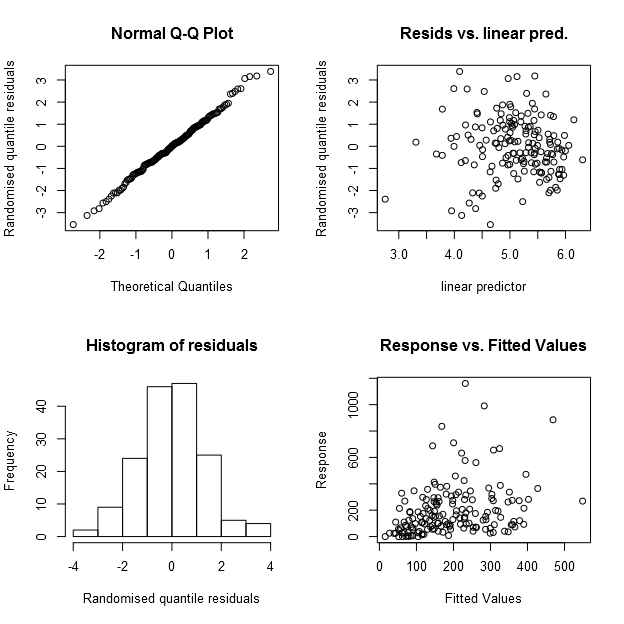 Normal Q-Q Plot
Randomised quantile residuals
3
2
1
0
-1
-2
-3
-2 -1 0 1 2
Theoretical Quantiles
Resids vs. linear pred.
Randomised quantile residuals
3
2
1
0
-1
-2
-3
3.0 4.0 5.0 6.0
linear predictor
Histogram of residuals
Frequency
40
30
20
10
0
-4 -2 0 2 4
Randomised quantile residuals
Response vs. Fitted Values
Response
1000
600
200
0
0 100 200 300 400 500
Fitted Values